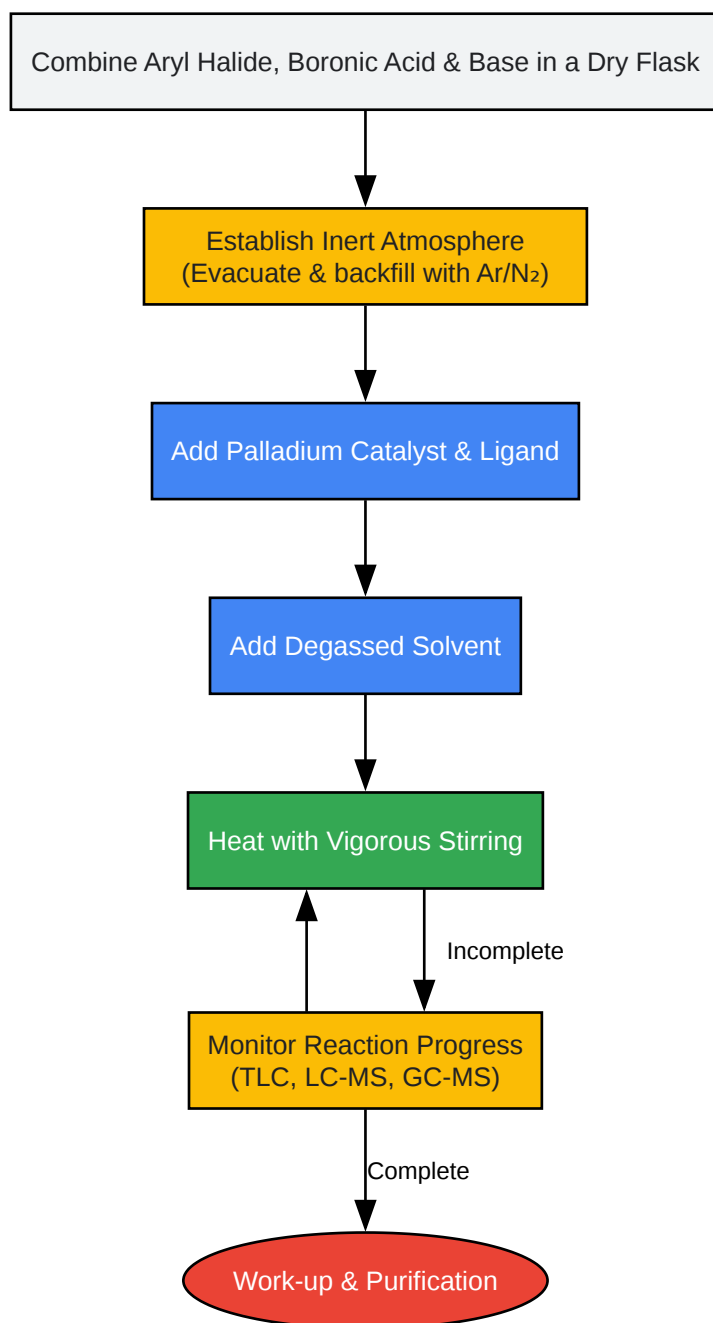 Combine Aryl Halide, Boronic Acid & Base in a Dry Flask
Establish Inert Atmosphere
(Evacuate & backfill with Ar/N₂)
Add Palladium Catalyst & Ligand
Add Degassed Solvent
Heat with Vigorous Stirring
Incomplete
Monitor Reaction Progress
(TLC, LC-MS, GC-MS)
Complete
Work-up & Purification